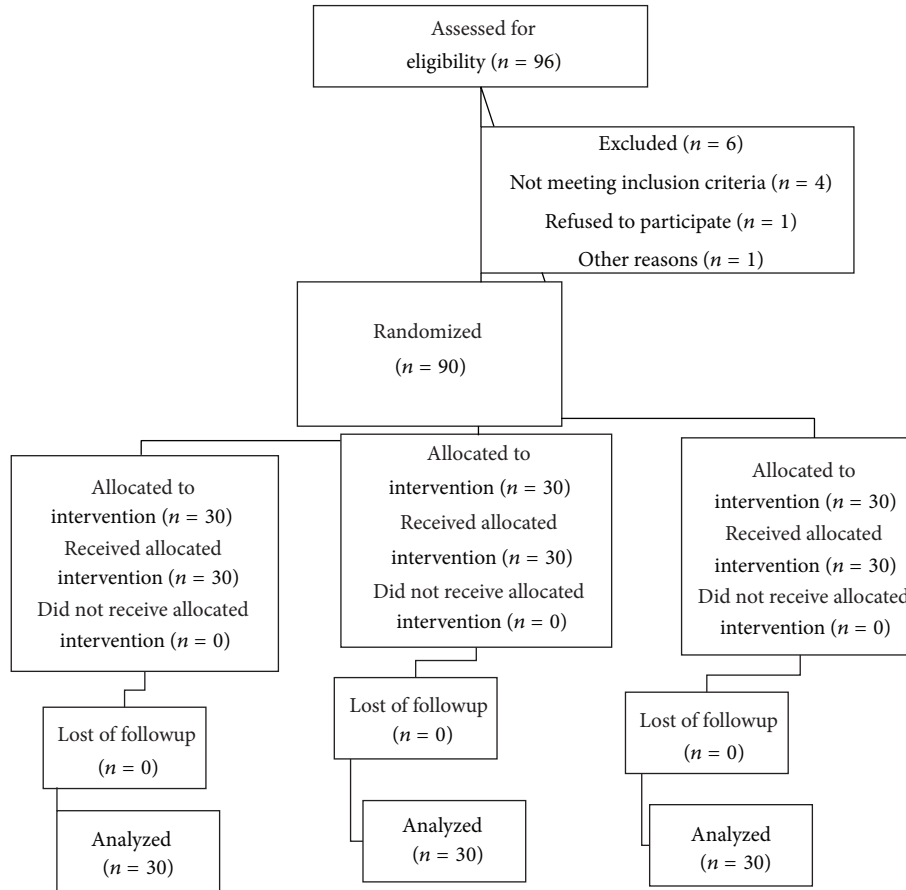 Assessed for
eligibility (n = 96)
Excluded (n = 6)
Not meeting inclusion criteria (n = 4)
Refused to participate (n = 1)
Other reasons (n = 1)
Randomized
(n = 90)
Allocated to
intervention (n = 30)
Received allocated
intervention (n = 30)
Did not receive allocated
intervention (n = 0)
Allocated to
intervention (n = 30)
Received allocated
intervention (n = 30)
Did not receive allocated
intervention (n = 0)
Allocated to
intervention (n = 30)
Received allocated
intervention (n = 30)
Did not receive allocated
intervention (n = 0)
Lost of followup
(n = 0)
Lost of followup
(n = 0)
Lost of followup
(n = 0)
Analyzed
(n = 30)
Analyzed
(n = 30)
Analyzed
(n = 30)